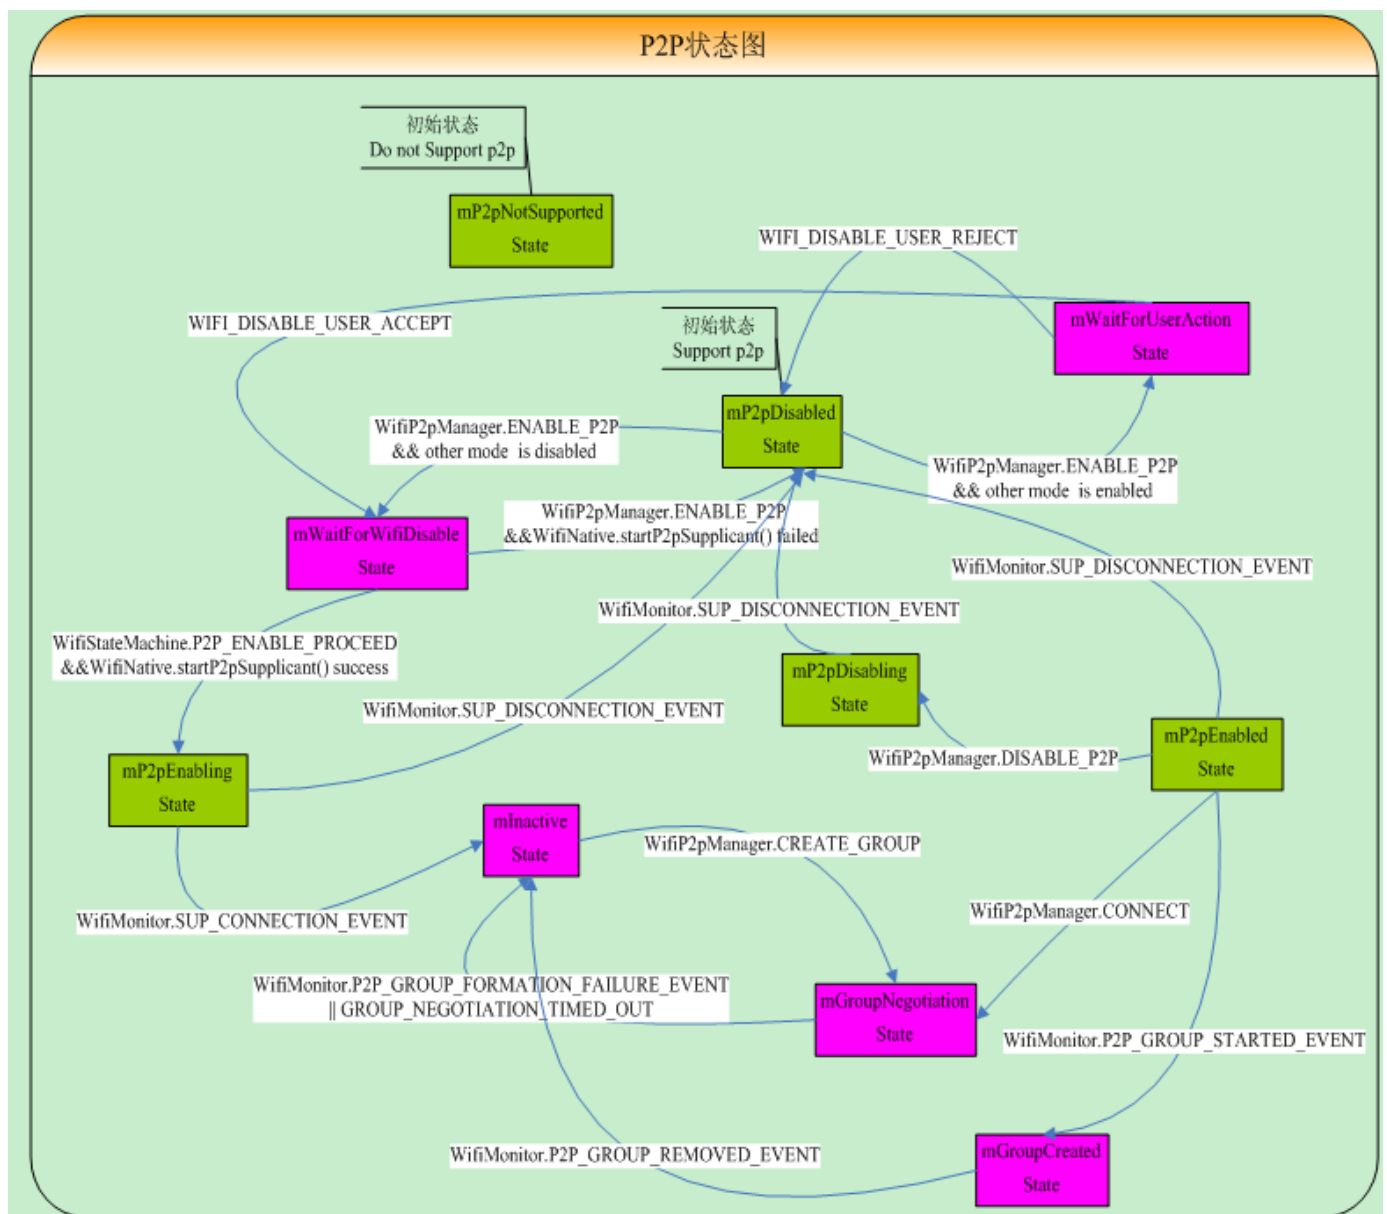 P2P状态图
初始状态
Do not Support p2p
mP2pNotSupported
State
WIFI_DISABLE_USER_REJECT
WIFI_DISABLE_USER_ACCEPT
初始状态
Support p2p
mWaitForUserAction
State
mP2pDisabled
State
WifiP2pManager.ENABLE_P2P
&& other mode is disabled
WifiP2pManager.ENABLE_P2P
&& other mode is enabled
WifiP2pManager.ENABLE_P2P
&&WifiNative.startP2pSupplicant() failed
mWaitForWifiDisable
State
WifiMonitor.SUP_DISCONNECTION_EVENT
WifiMonitor.SUP_DISCONNECTION_EVENT
WifiStateMachine.P2P_ENABLE_PROCEED
&&WifiNative.startP2pSupplicant() success
mP2pDisabling
State
WifiMonitor.SUP_DISCONNECTION_EVENT
mP2pEnabled
State
WifiP2pManager.DISABLE_P2P
mP2pEnabling
State
mInactive
State
WifiP2pManager.CREATE_GROUP
WifiMonitor.SUP_CONNECTION_EVENT
WifiP2pManager.CONNECT
WifiMonitor.P2P_GROUP_FORMATION_FAILURE_EVENT
|| GROUP_NEGOTIATION_TIMED_OUT
mGroupNegotiation
State
WifiMonitor.P2P_GROUP_STARTED_EVENT
WifiMonitor.P2P_GROUP_REMOVED_EVENT
mGroupCreated
State